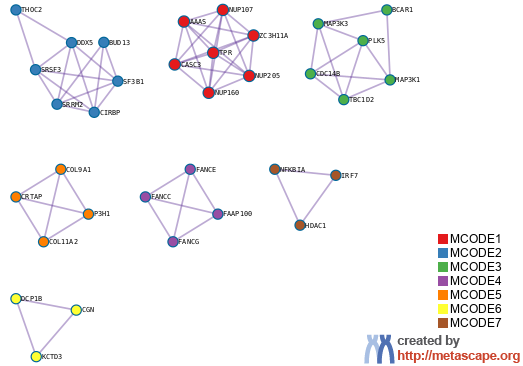 THOC2
DDX5
BUD13
SRSF3
SF3B1
SRRM2
CIRBP
NUP107
AAAS
ZC3H11A
TPR
CASC3
NUP205
NUP160
BCAR1
MAP3K3
PLK5
CDC14B
MAP3K1
TBC1D2
COL9A1
CRTAP
P3H1
COL11A2
FANCE
FANCC
FAAP100
FANCG
NFKBIA
IRF7
HDAC1
DCP1B
CGN
KCTD3
MCODE1
MCODE2
MCODE3
MCODE4
MCODE5
MCODE6
MCODE7
created by
http://metascape.org